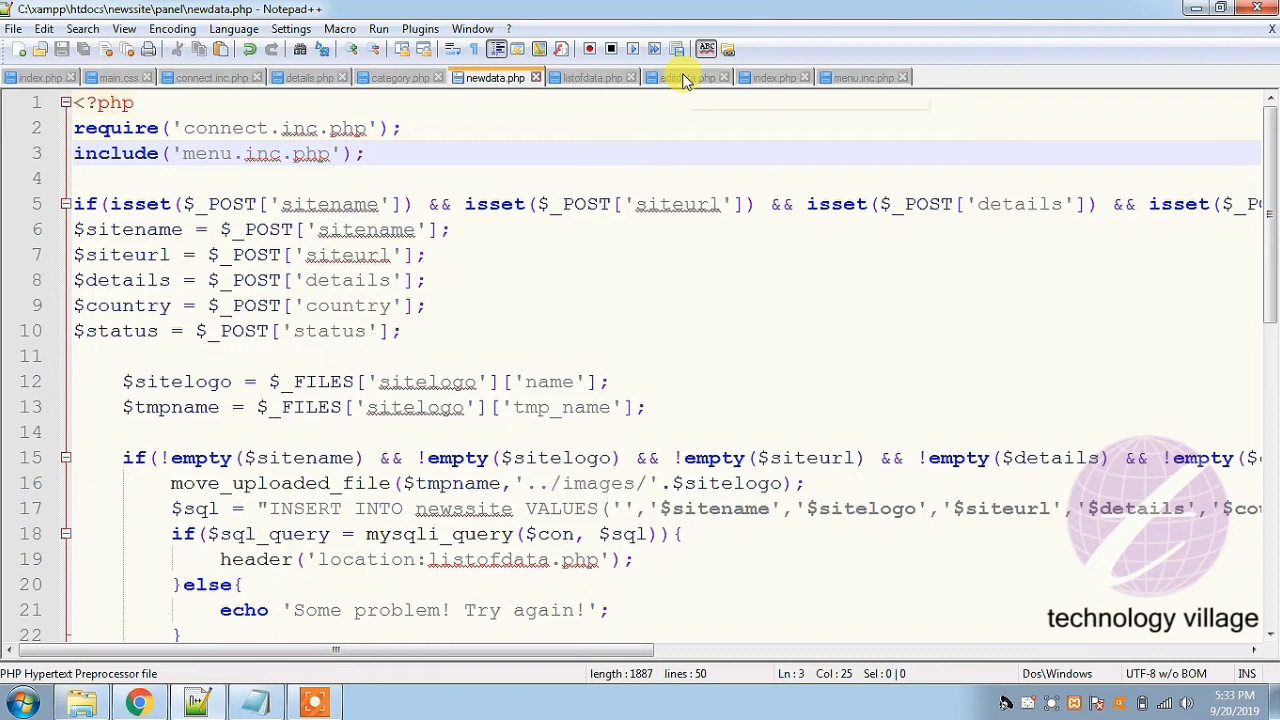 C:\xampp\htdocs\newssite\panel\newdata.php - Notepad++
File Edit Search View Encoding Language Settings Macro Run Plugins Window ? X
index.php main.css connect.inc.php details.php category.php newdata.php listofdata.php index.php menu.inc.php
1 <?php
2 require('connect.inc.php');
3 include('menu.inc.php');
4
5 if(isset($_POST['sitename']) && isset($_POST['siteurl']) && isset($_POST['details']) && isset($_P
6 $sitename = $_POST['sitename'];
7 $siteurl = $_POST['siteurl'];
8 $details = $_POST['details'];
9 $country = $_POST['country'];
10 $status = $_POST['status'];
11
12 $sitelogo = $_FILES['sitelogo']['name'];
13 $tmpname = $_FILES['sitelogo']['tmp_name'];
14
15 if(!empty($sitename) && !empty($sitelogo) && !empty($siteurl) && !empty($details) && !empty($
16 move_uploaded_file($tmpname,'../images/'.$sitelogo);
17 $sql = "INSERT INTO newssite VALUES('','$sitename','$sitelogo','$siteurl','$details','$cou
18 if($sql_query = mysqli_query($con, $sql)){
19 header('location:listofdata.php');
20 }else{
21 echo 'Some problem! Try again!';
22 }
technology village
PHP Hypertext Preprocessor file length : 1887 lines : 50 Ln : 3 Col : 25 Sel : 0 | 0 Dos\Windows UTF-8 w/o BOM INS
5:33 PM
9/20/2019